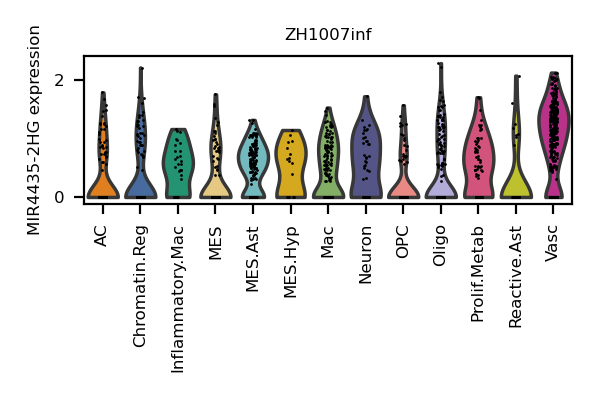 ZH1007inf
MIR4435-2HG expression
2
0
AC
Chromatin.Reg
Inflammatory.Mac
MES
MES.Ast
MES.Hyp
Mac
Neuron
OPC
Oligo
Prolif.Metab
Reactive.Ast
Vasc